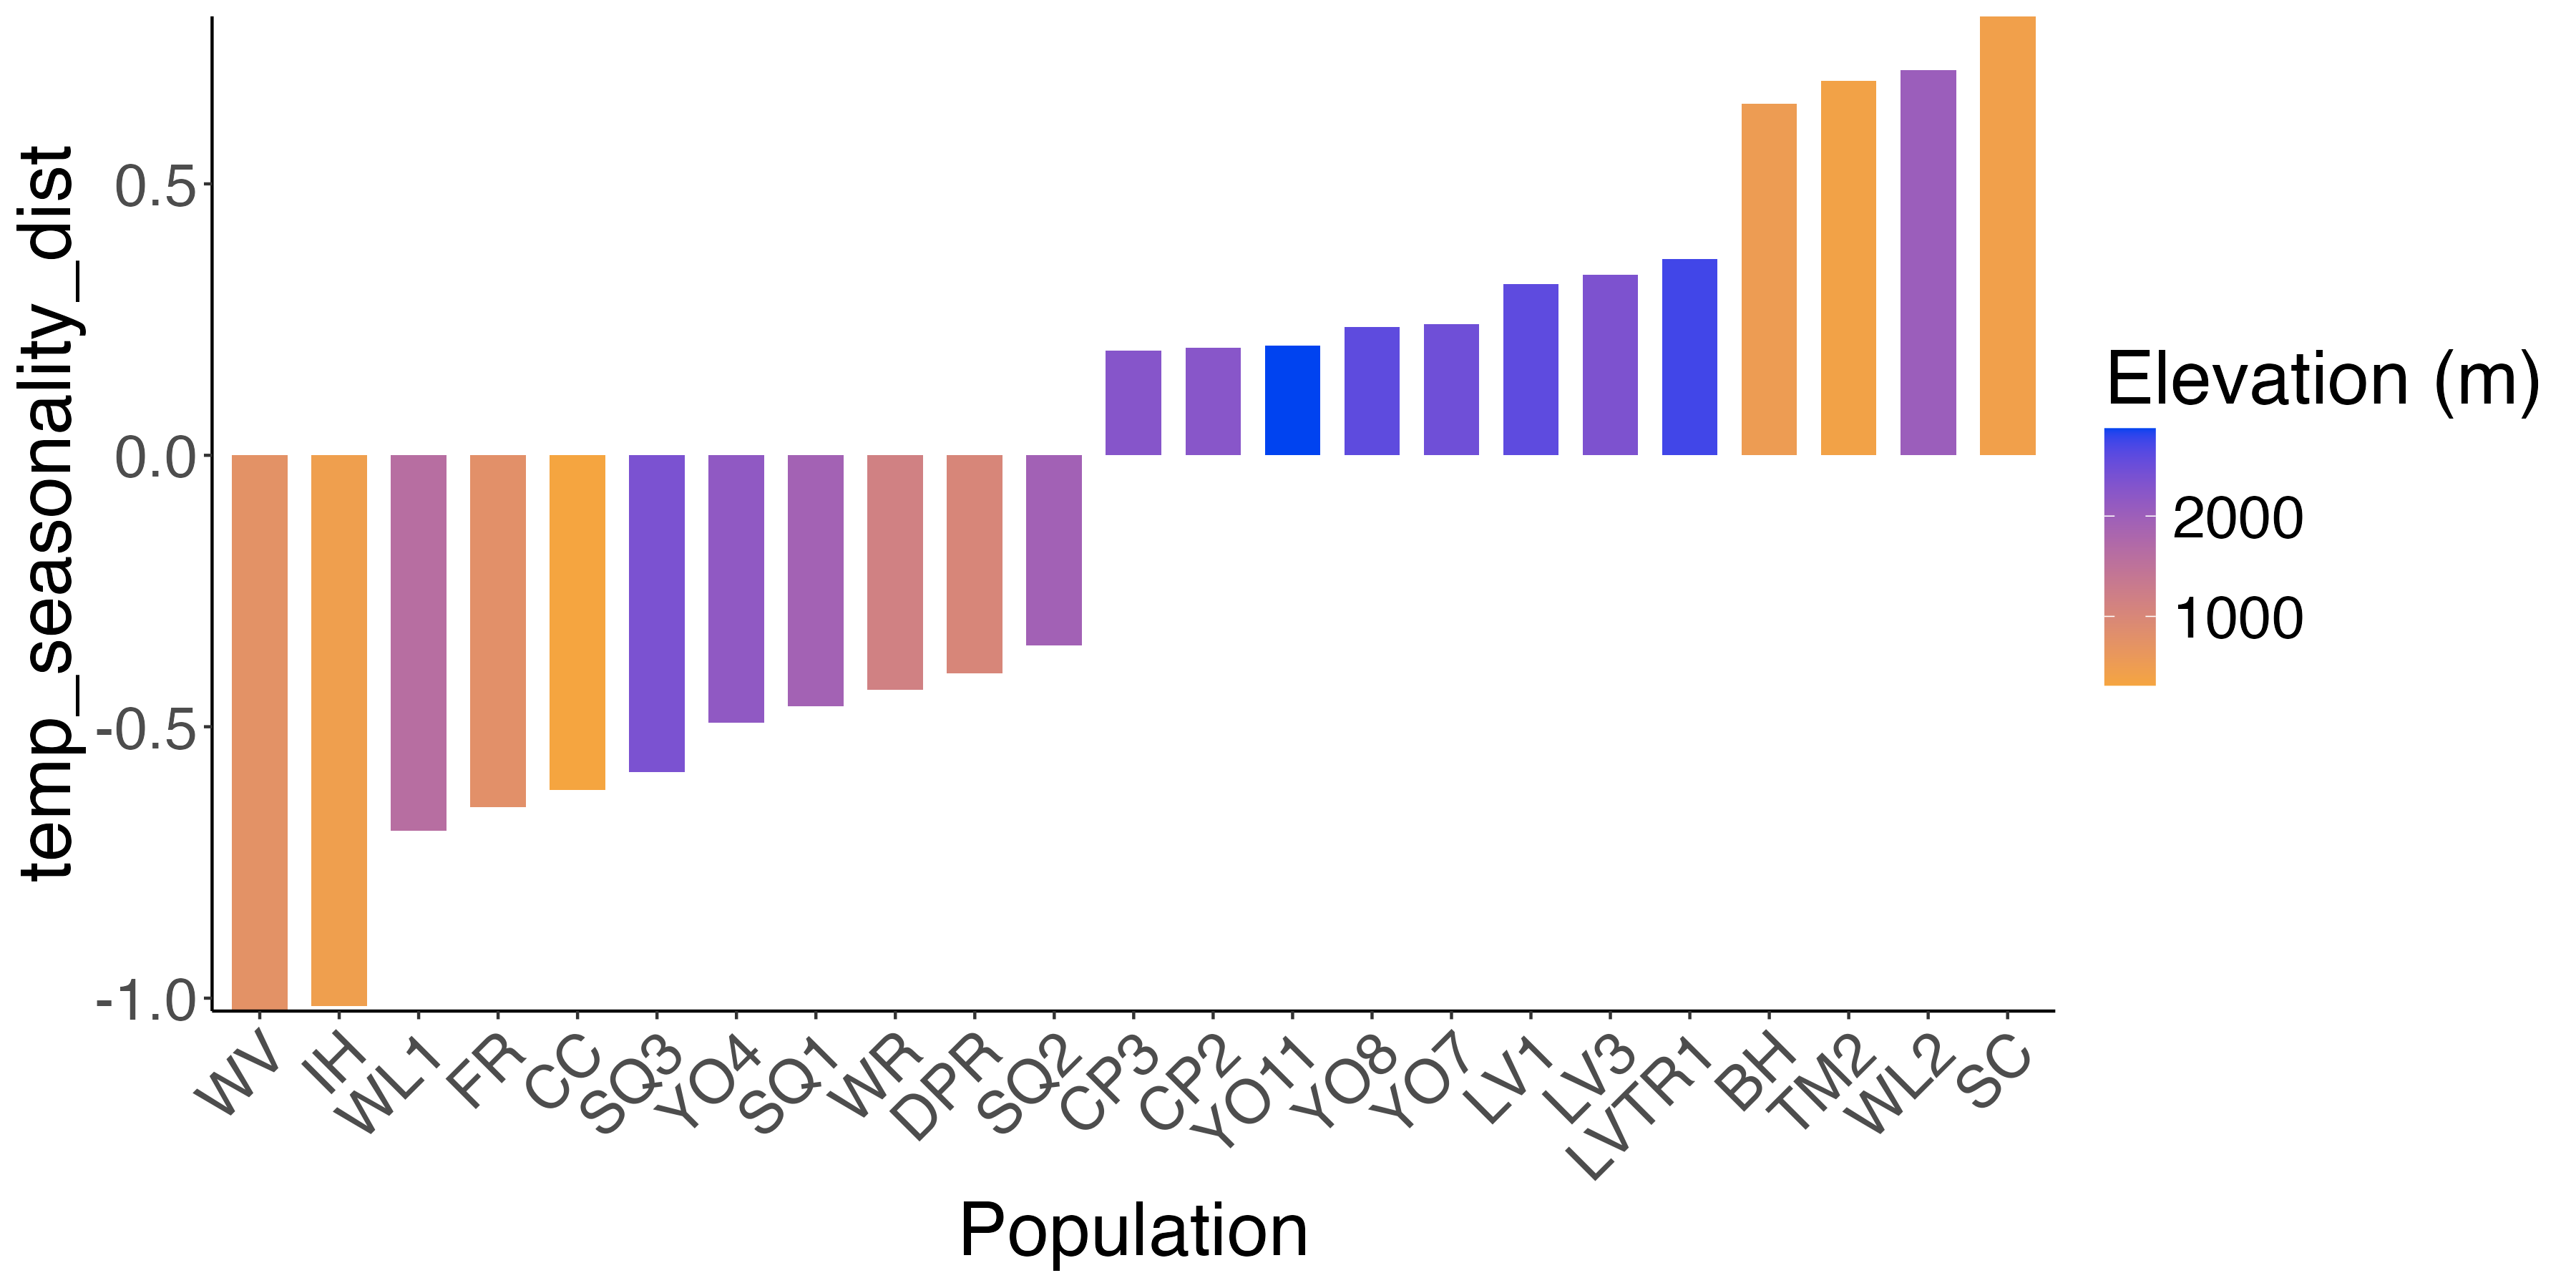 temp_seasonality_dist
0.5
0.0
-0.5
-1.0
WV
IH
WL1
FR
CC
SQ3
YO4
SQ1
WR
DPR
SQ2
CP3
CP2
YO11
YO8
YO7
LV1
LV3
LVTR1
BH
TM2
WL2
SC
Population
Elevation (m)
2000
1000